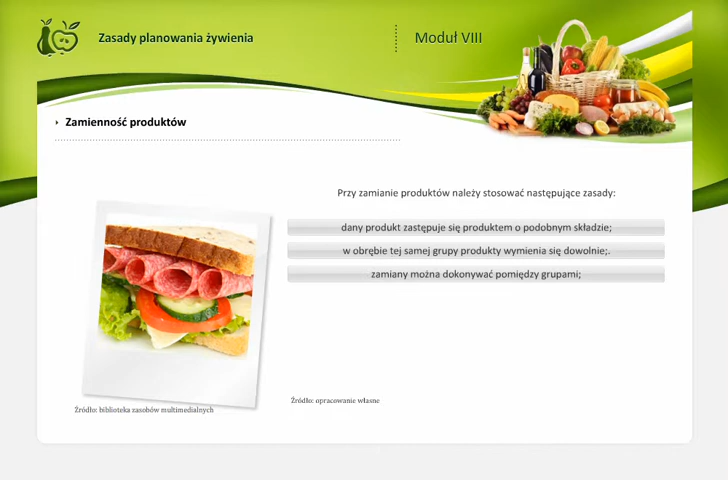 Zasady planowania żywienia
Moduł VIII
Zamienność produktów
Przy zamianie produktów należy stosować następujące zasady:
dany produkt zastępuje się produktem o podobnym składzie;
w obrębie tej samej grupy produkty wymienia się dowolnie;.
zamiany można dokonywać pomiędzy grupami;
Źródło: opracowanie własne
Źródło: biblioteka zasobów multimedialnych